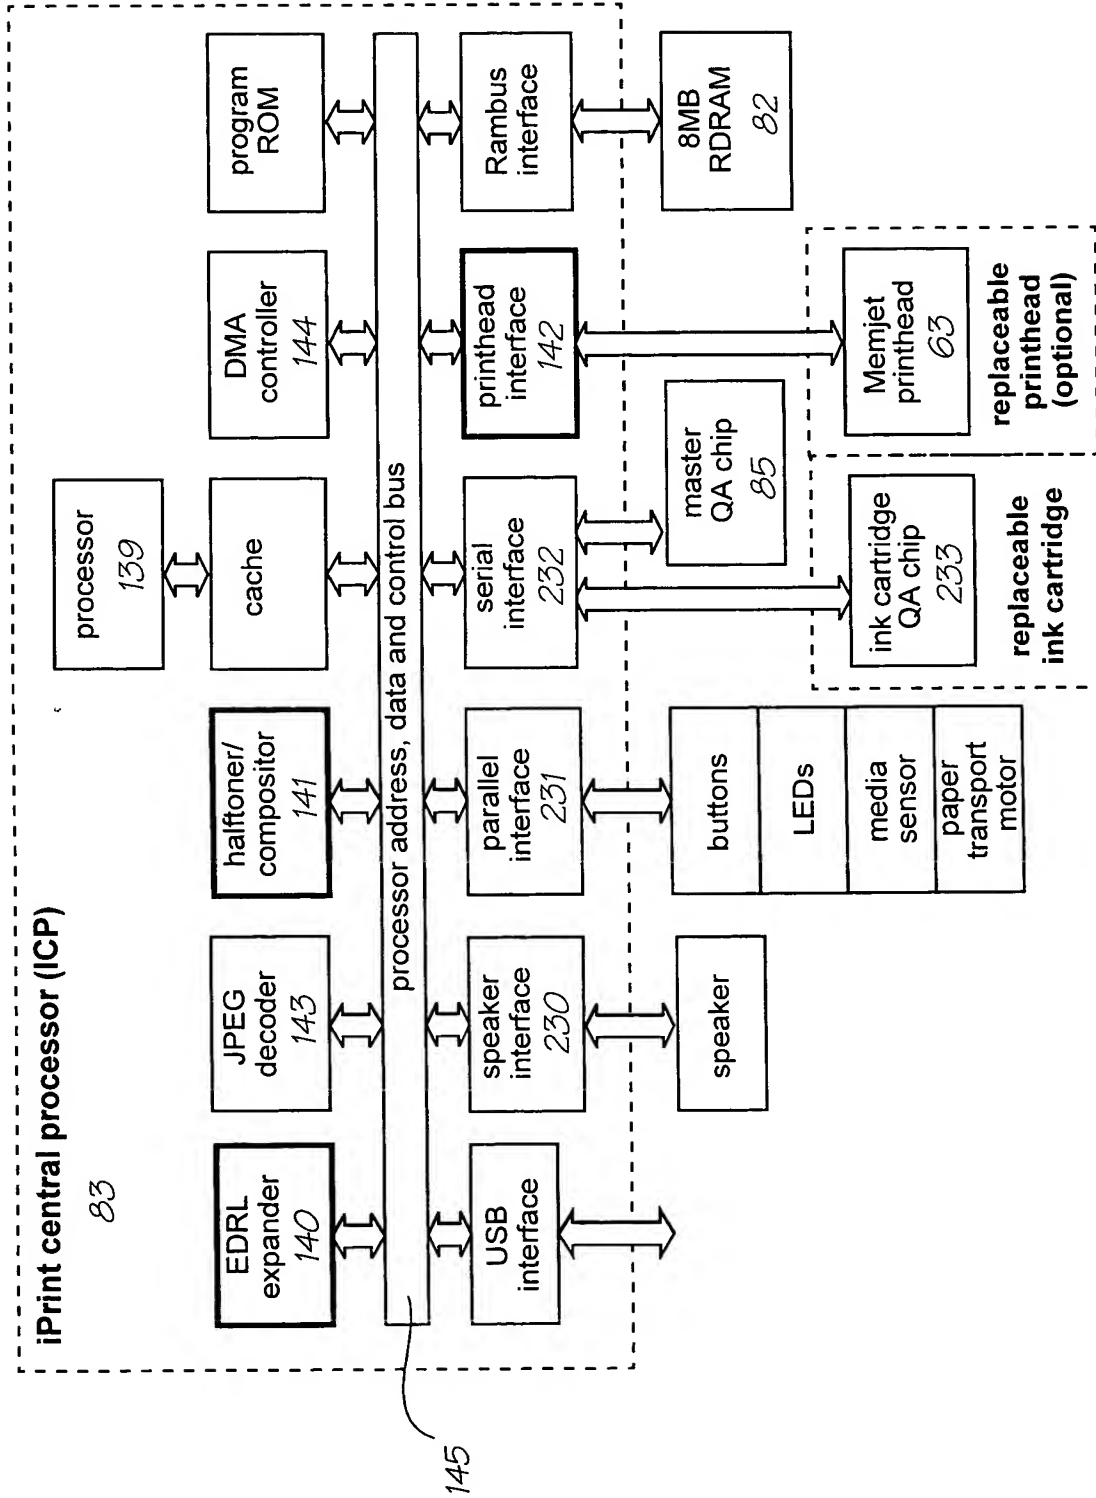 iPrint central processor (ICP)
83
processor
139
EDRL
expander
140
JPEG
decoder
143
halftoner/
compositor
141
cache
DMA
controller
144
program
ROM
processor address, data and control bus
145
USB
interface
speaker
interface
230
parallel
interface
231
serial
interface
232
printhead
interface
142
Rambus
interface
speaker
buttons
LEDs
media
sensor
paper
transport
motor
master
QA chip
85
8MB
RDRAM
82
ink cartridge
QA chip
233
replaceable
ink cartridge
Memjet
printhead
63
replaceable
printhead
(optional)